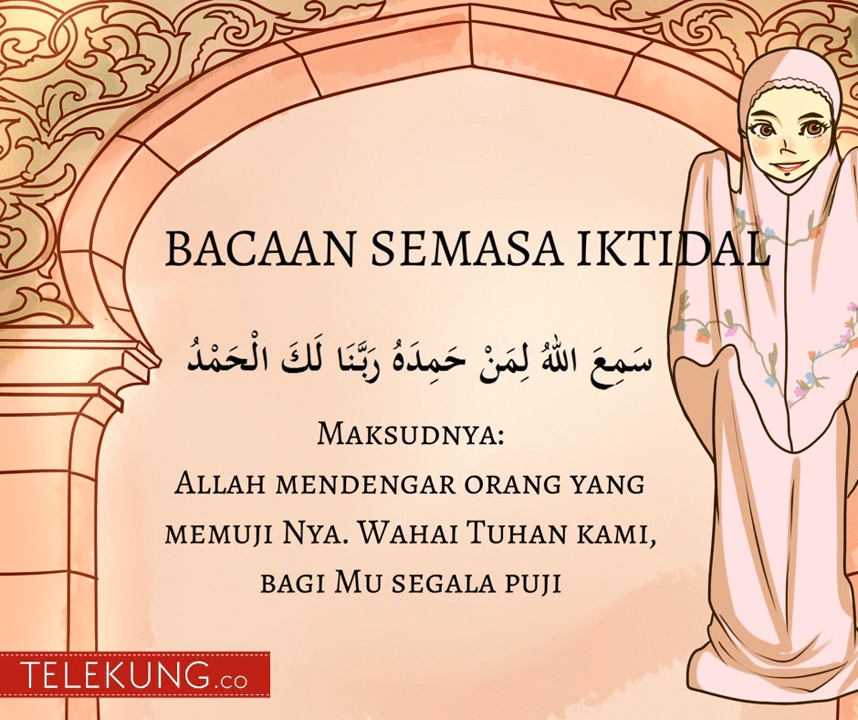 BACAAN SEMASA IKTIDAL
سَمِعَ اللهُ لِمَنْ حَمِدَهُ رَبَّنَا لَكَ الْحَمْدُ
MAKSUDNYA:
ALLAH MENDENGAR ORANG YANG
MEMUJI NYA. WAHAI TUHAN KAMI,
BAGI MU SEGALA PUJI
TELEKUNG.CO